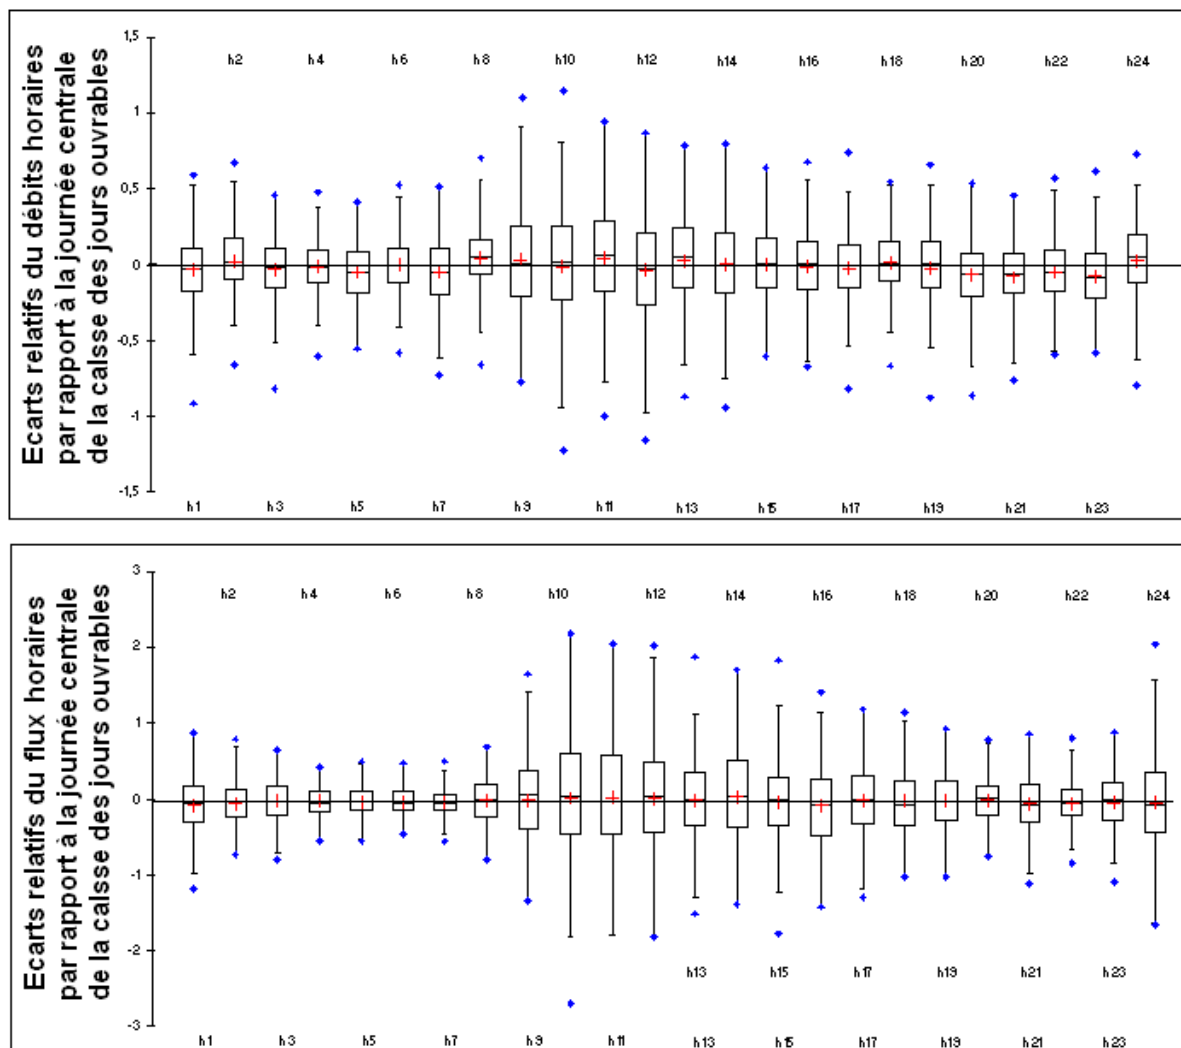 Ecarts relatifs du débits horaires
par rapport à la journée centrale
de la calsse des jours ouvrables
1,5
1
0,5
0
-0,5
-1
-1,5
h2 h4 h6 h8 h10 h12 h14 h16 h18 h20 h22 h24
h1 h3 h5 h7 h9 h11 h13 h15 h17 h19 h21 h23
Ecarts relatifs du flux horaires
par rapport à la journée centrale
de la calsse des jours ouvrables
3
2
1
0
-1
-2
-3
h2 h4 h6 h8 h10 h12 h14 h16 h18 h20 h22 h24
h13 h15 h17 h19 h21 h23
h1 h3 h5 h7 h9 h11 h13 h15 h17 h19 h21 h23